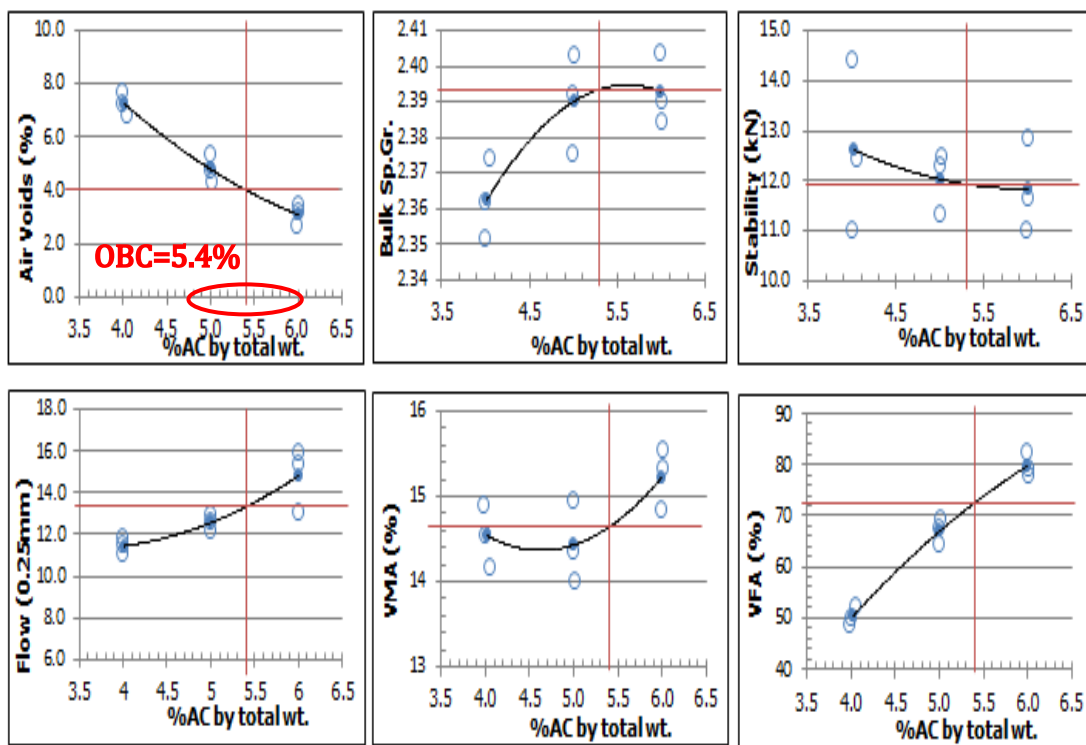 Air Voids (%)
10.0
8.0
6.0
4.0
2.0
0.0
OBC=5.4%
3.5 4.0 4.5 5.0 5.5 6.0 6.5
%AC by total wt.
Bulk Sp.Gr.
2.41
2.40
2.39
2.38
2.37
2.36
2.35
2.34
3.5 4.5 5.5 6.5
%AC by total wt.
Stability (kN)
15.0
14.0
13.0
12.0
11.0
10.0
3.5 4.5 5.5 6.5
%AC by total wt.
Flow (0.25mm)
18.0
16.0
14.0
12.0
10.0
8.0
6.0
3.5 4 4.5 5 5.5 6 6.5
%AC by total wt.
VMA (%)
16
15
14
13
3.5 4.0 4.5 5.0 5.5 6.0 6.5
%AC by total wt.
VFA (%)
90
80
70
60
50
40
3.5 4.0 4.5 5.0 5.5 6.0 6.5
%AC by total wt.